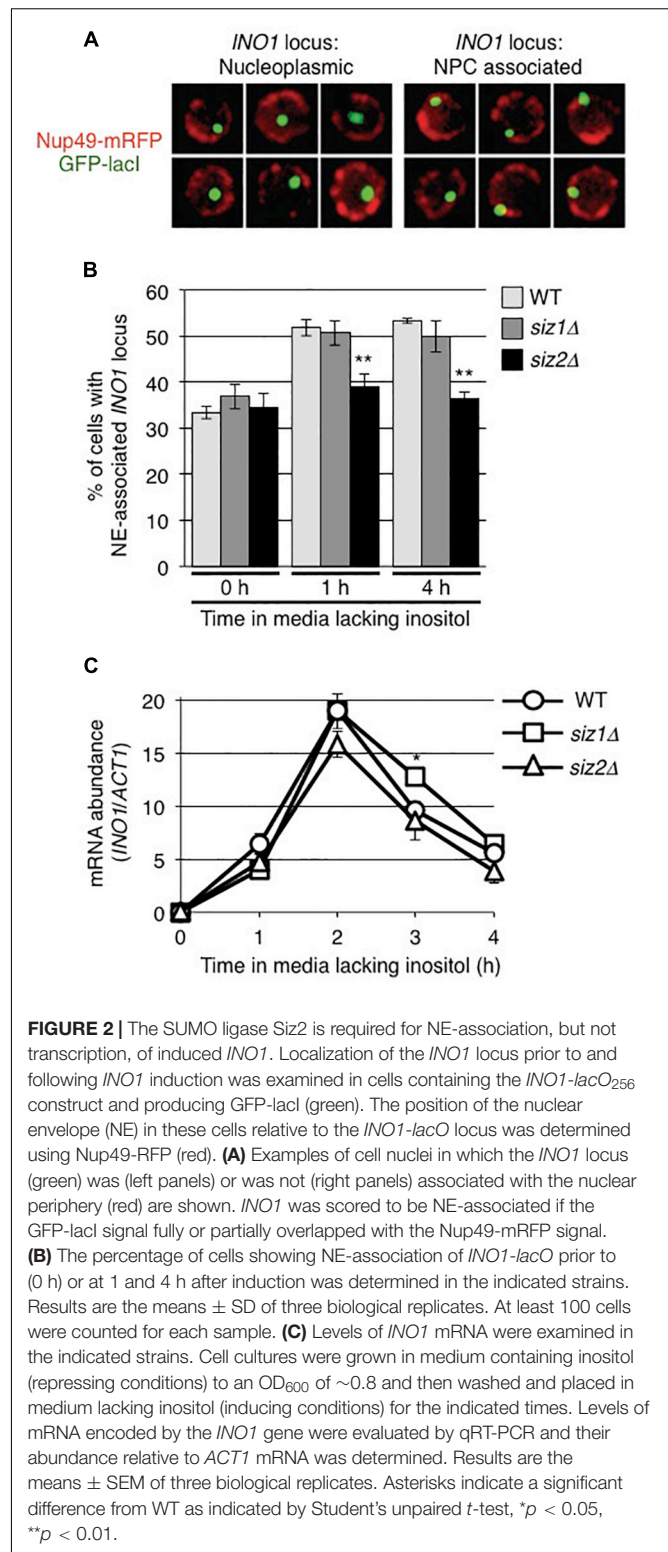 A
INO1 locus:
Nucleoplasmic
INO1 locus:
NPC associated
Nup49-mRFP
GFP-lacI
B
% of cells with
NE-associated INO1 locus
60
50
40
30
20
10
0
WT
siz1Δ
siz2Δ
**
**
0 h
1 h
4 h
Time in media lacking inositol
C
mRNA abundance
(INO1/ACT1)
20
15
10
5
0
*
WT
siz1Δ
siz2Δ
0 1 2 3 4
Time in media lacking inositol (h)
FIGURE 2 | The SUMO ligase Siz2 is required for NE-association, but not
transcription, of induced INO1. Localization of the INO1 locus prior to and
following INO1 induction was examined in cells containing the INO1-lacO256
construct and producing GFP-lacI (green). The position of the nuclear
envelope (NE) in these cells relative to the INO1-lacO locus was determined
using Nup49-RFP (red). (A) Examples of cell nuclei in which the INO1 locus
(green) was (left panels) or was not (right panels) associated with the nuclear
periphery (red) are shown. INO1 was scored to be NE-associated if the
GFP-lacI signal fully or partially overlapped with the Nup49-mRFP signal.
(B) The percentage of cells showing NE-association of INO1-lacO prior to
(0 h) or at 1 and 4 h after induction was determined in the indicated strains.
Results are the means ± SD of three biological replicates. At least 100 cells
were counted for each sample. (C) Levels of INO1 mRNA were examined in
the indicated strains. Cell cultures were grown in medium containing inositol
(repressing conditions) to an OD600 of ~0.8 and then washed and placed in
medium lacking inositol (inducing conditions) for the indicated times. Levels of
mRNA encoded by the INO1 gene were evaluated by qRT-PCR and their
abundance relative to ACT1 mRNA was determined. Results are the
means ± SEM of three biological replicates. Asterisks indicate a significant
difference from WT as indicated by Student's unpaired t-test, *p < 0.05,
**p < 0.01.